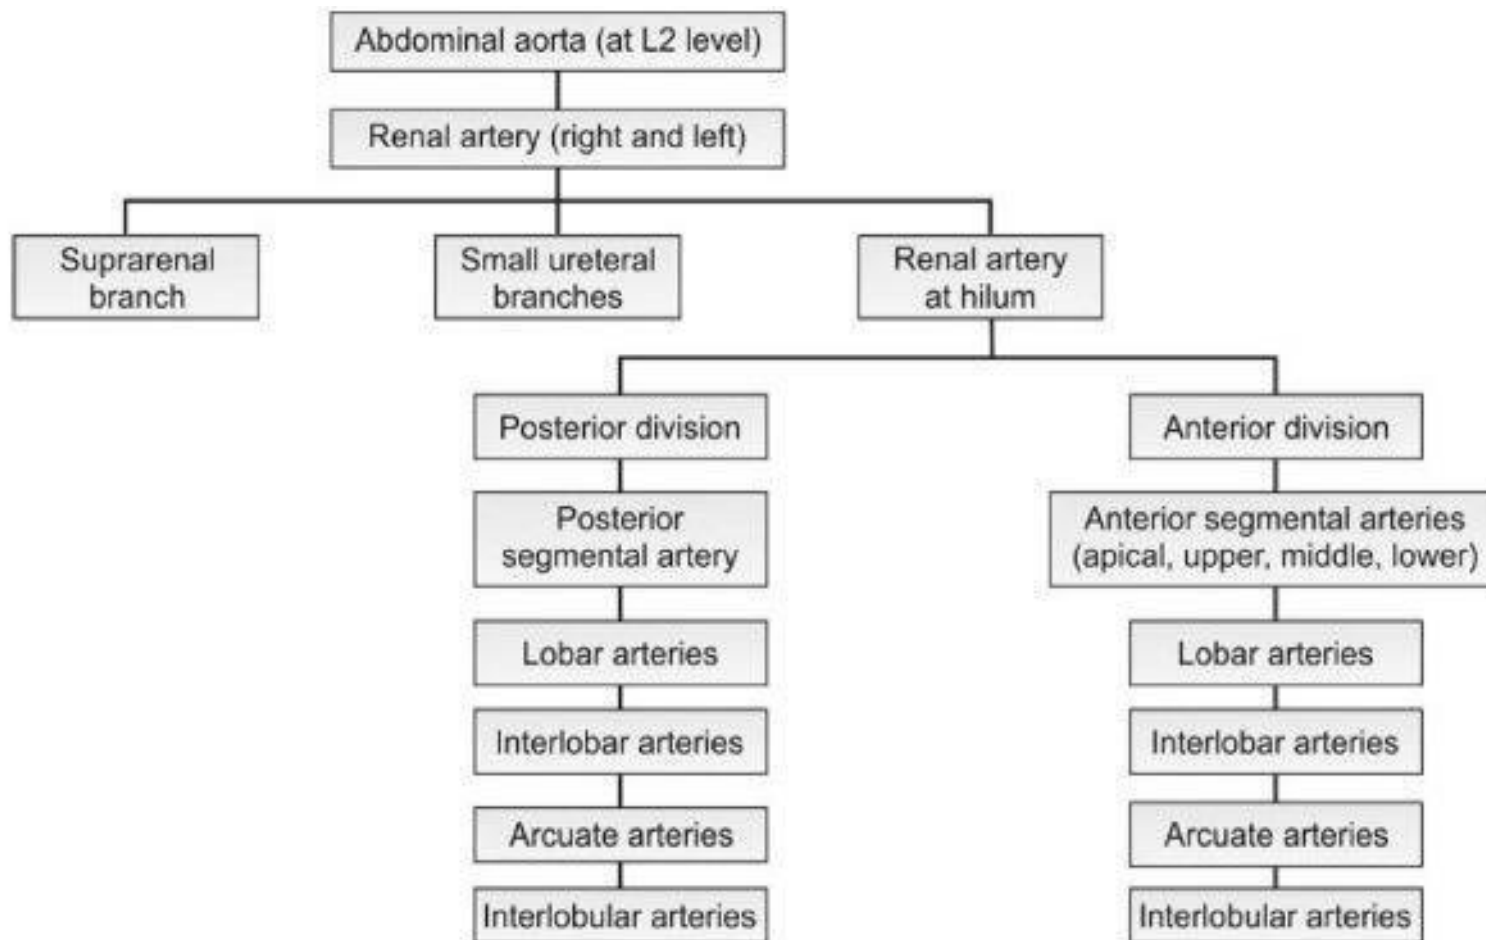 Abdominal aorta (at L2 level)
Renal artery (right and left)
Suprarenal
branch
Small ureteral
branches
Renal artery
at hilum
Posterior division
Posterior
segmental artery
Lobar arteries
Interlobar arteries
Arcuate arteries
Interlobular arteries
Anterior division
Anterior segmental arteries
(apical, upper, middle, lower)
Lobar arteries
Interlobar arteries
Arcuate arteries
Interlobular arteries